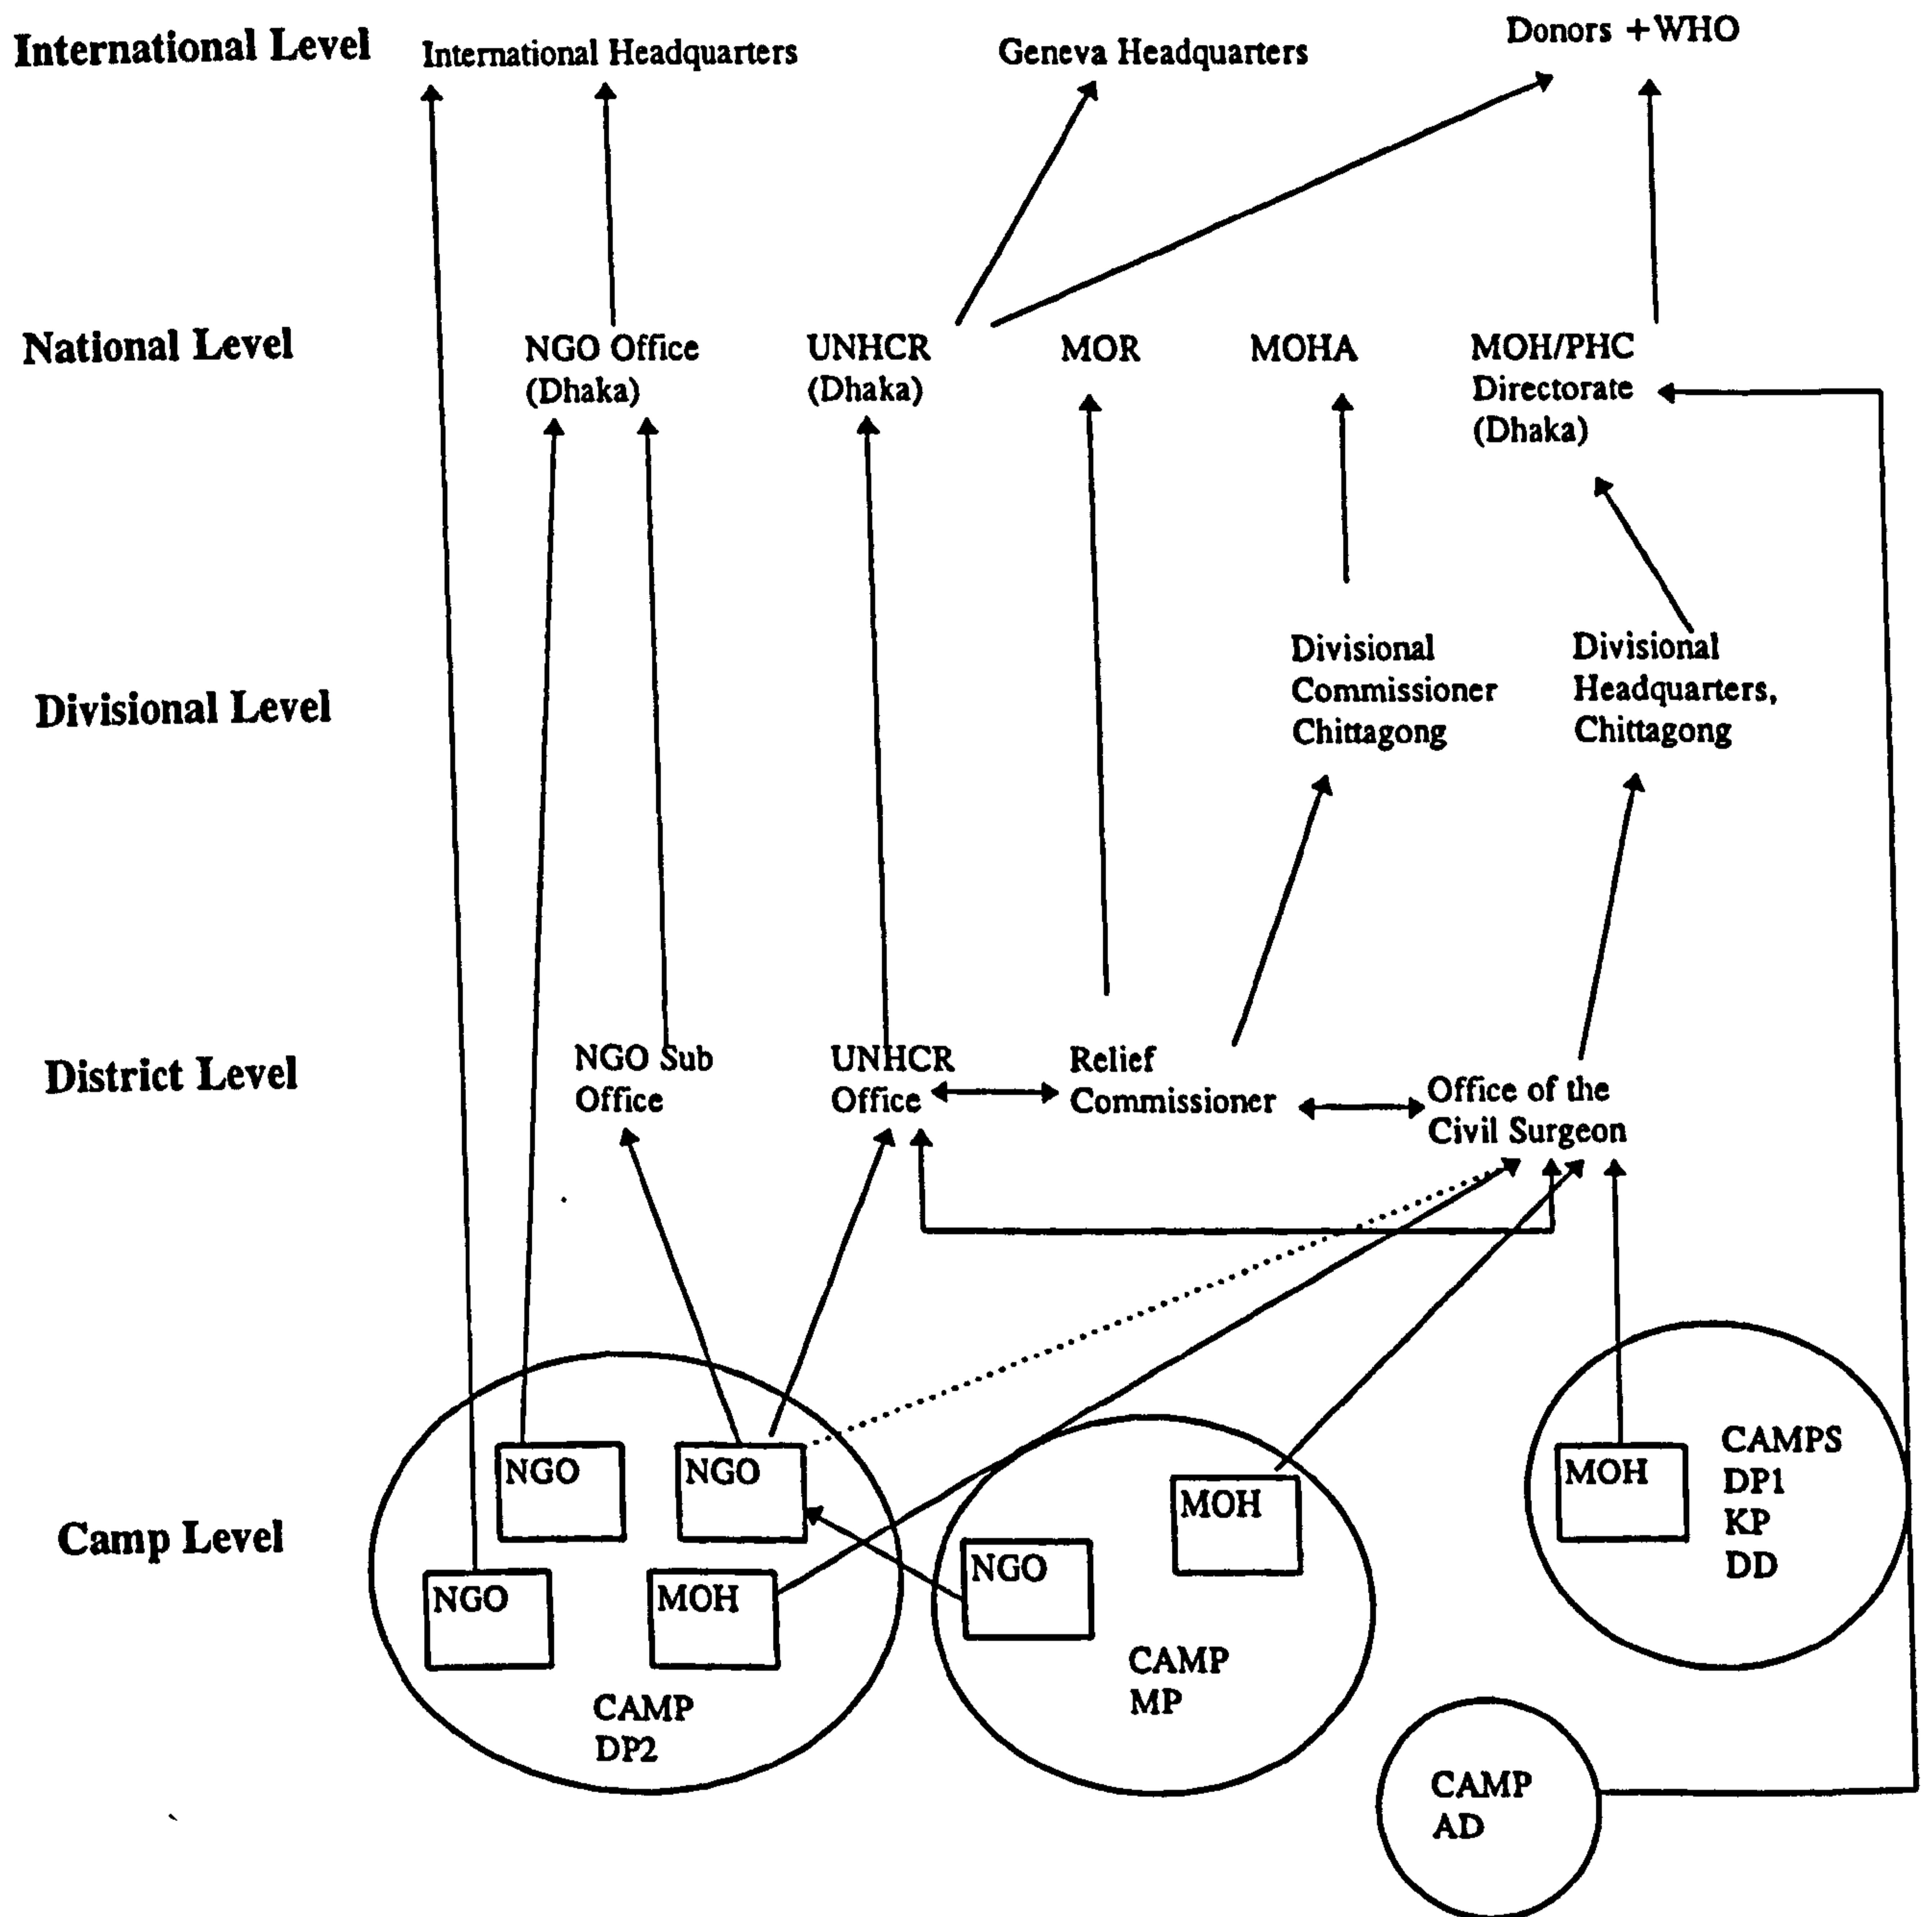 International Level
International Headquarters
Geneva Headquarters
Donors +WHO
National Level
NGO Office
(Dhaka)
UNHCR
(Dhaka)
MOR
MOHA
MOH/PHC
Directorate
(Dhaka)
Divisional Level
Divisional
Commissioner
Chittagong
Divisional
Headquarters,
Chittagong
District Level
NGO Sub
Office
UNHCR
Office
Relief
Commissioner
Office of the
Civil Surgeon
Camp Level
NGO
NGO
NGO
MOH
CAMP
DP2
NGO
MOH
CAMP
MP
MOH
CAMPS
DP1
KP
DD
CAMP
AD